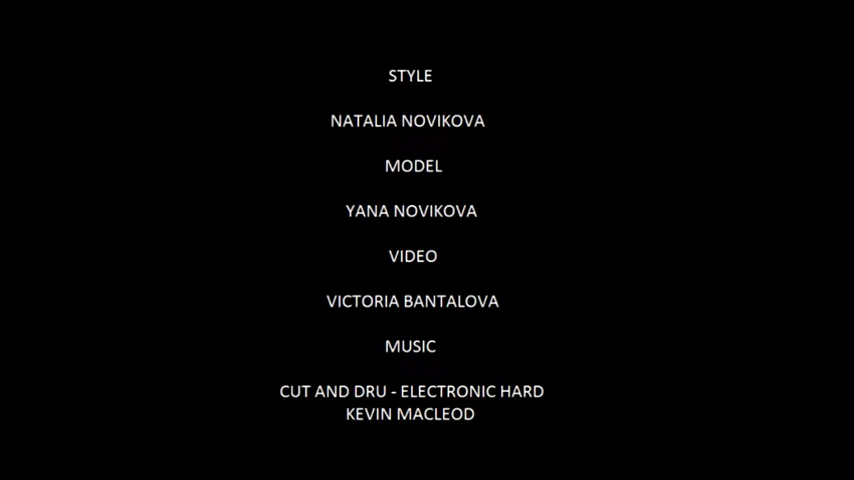 STYLE
NATALIA NOVIKOVA
MODEL
YANA NOVIKOVA
VIDEO
VICTORIA BANTALOVA
MUSIC
CUT AND DRU - ELECTRONIC HARD
KEVIN MACLEOD